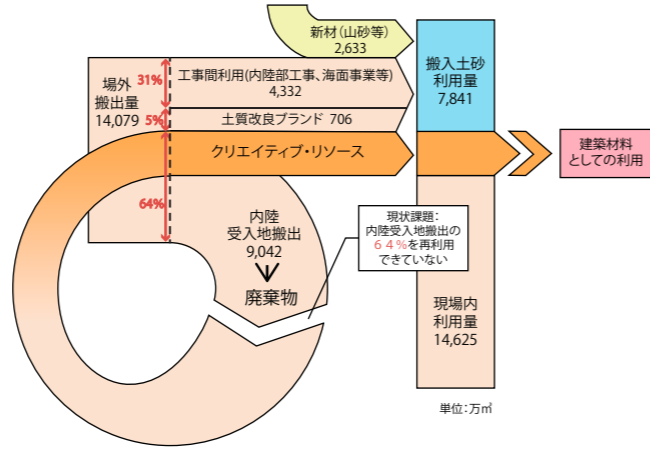 新材(山砂等)
2,633
工事間利用(内陸部工事、海面事業等)
4,332
31%
場外
搬出量
14,079
5%
土質改良プランド 706
搬入土砂
利用量
7,841
クリエイティブ・リソース
建築材料
としての利用
64%
内陸
受入地搬出
9,042
廃棄物
現状課題:
内陸受入地搬出の
64%を再利用
できていない
現場内
利用量
14,625
単位:万㎥